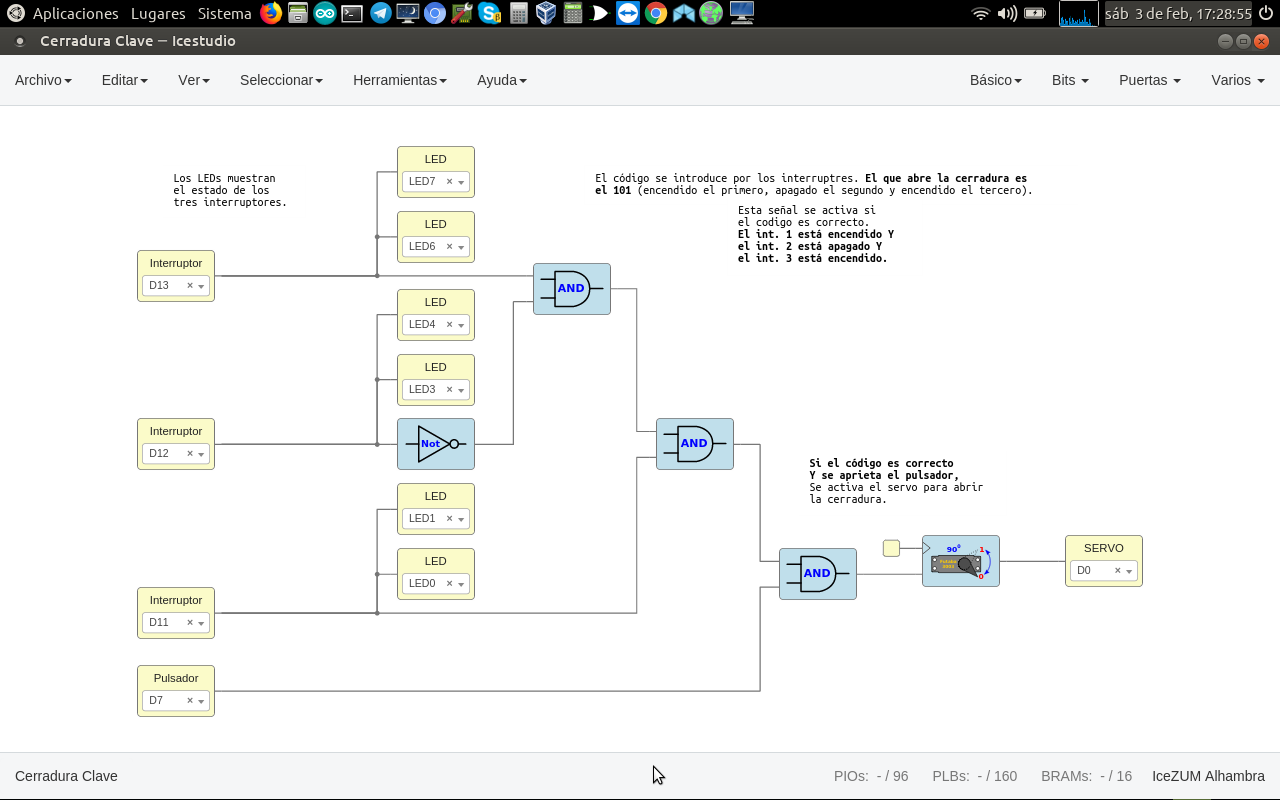 Aplicaciones Lugares Sistema
sáb 3 de feb, 17:28:55
Cerradura Clave – Icestudio
Archivo Editar Ver Seleccionar Herramientas Ayuda Básico Bits Puertas Varios
Los LEDs muestran
el estado de los
tres interruptores.
LED
LED7 ×
LED
LED6 ×
El código se introduce por los interruptres. El que abre la cerradura es
el 101 (encendido el primero, apagado el segundo y encendido el tercero).
Esta señal se activa si
el codigo es correcto.
El int. 1 está encendido Y
el int. 2 está apagado Y
el int. 3 está encendido.
Interruptor
D13 ×
AND
LED
LED4 ×
LED
LED3 ×
Interruptor
D12 ×
Not
AND
Si el código es correcto
Y se aprieta el pulsador,
Se activa el servo para abrir
la cerradura.
LED
LED1 ×
LED
LED0 ×
AND
90º
1
0
SERVO
D0 ×
Interruptor
D11 ×
Pulsador
D7 ×
Cerradura Clave
PIOs: - / 96 PLBs: - / 160 BRAMs: - / 16 IceZUM Alhambra